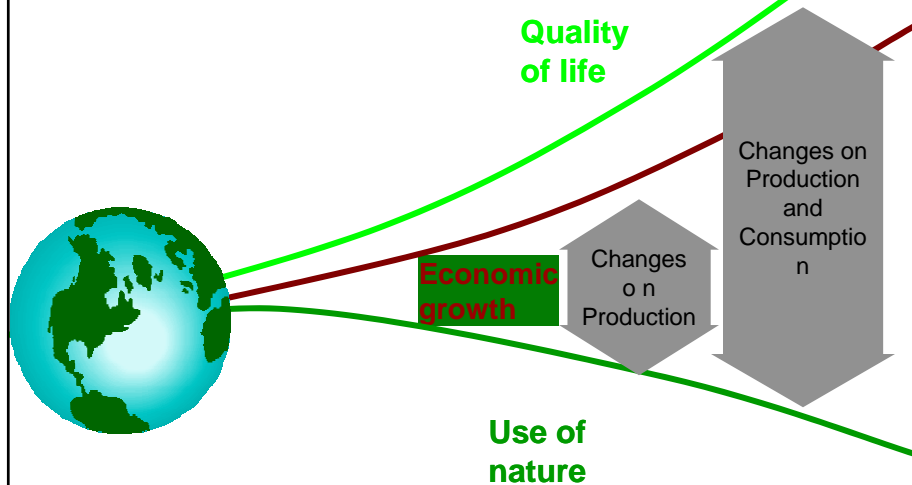 Quality
of life
Changes on
Production
and
Consumptio
n
Economic
growth
Changes
o n
Production
Use of
nature